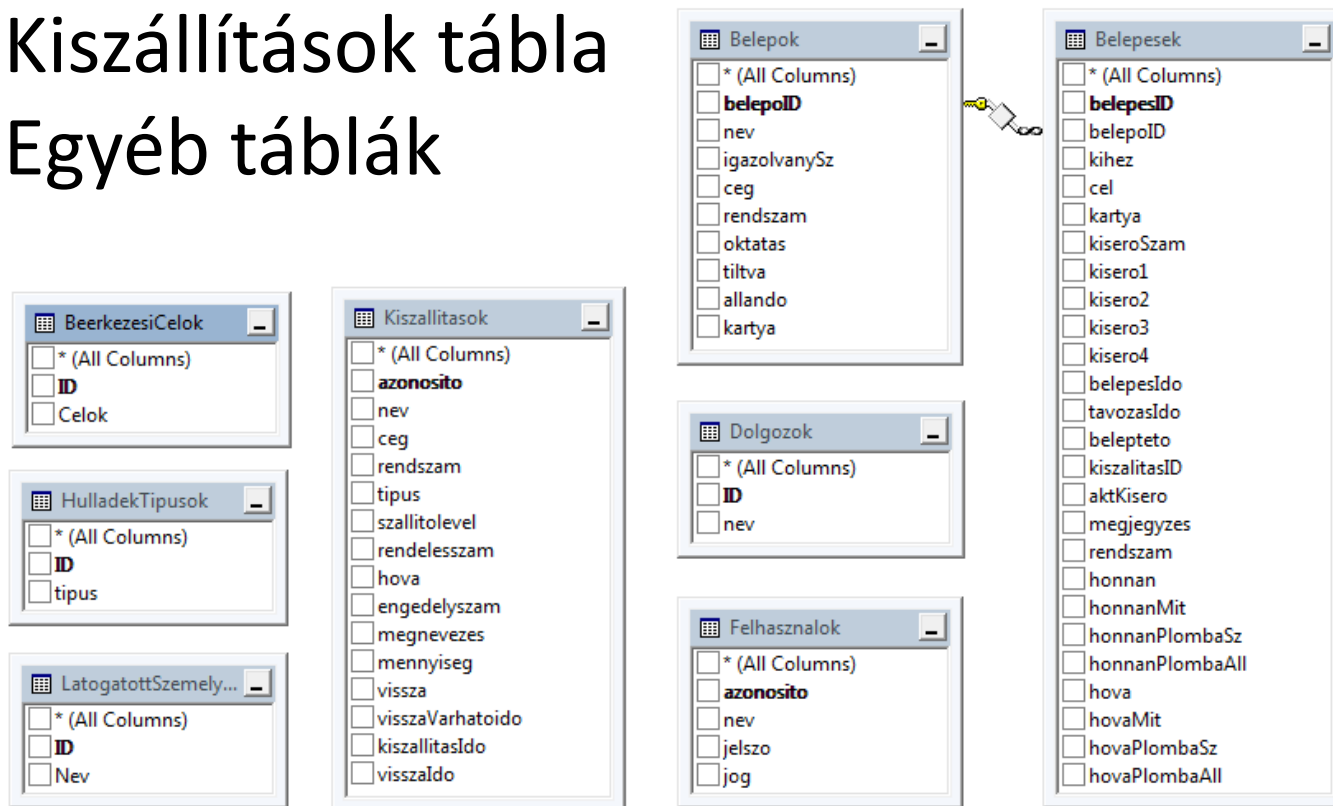 Kiszállítások tábla
Egyéb táblák
BeerkezesiCelok
* (All Columns)
ID
Celok
HulladekTipusok
* (All Columns)
ID
tipus
LatogatottSzemely...
* (All Columns)
ID
Nev
Kiszallitasok
* (All Columns)
azonosito
nev
ceg
rendszam
tipus
szallitolevel
rendelesszam
hova
engedelyszam
megnevezes
mennyiseg
vissza
visszaVarhatoido
kiszallitasIdo
visszaIdo
Belepok
* (All Columns)
belepoID
nev
igazolvanySz
ceg
rendszam
oktatas
tiltva
allando
kartya
Dolgozok
* (All Columns)
ID
nev
Felhasznalok
* (All Columns)
azonosito
nev
jelszo
jog
Belepesek
* (All Columns)
belepesID
belepoID
kihez
cel
kartya
kiseroSzam
kisero1
kisero2
kisero3
kisero4
belepesIdo
tavozasIdo
belepteto
kiszalitasID
aktKisero
megjegyzes
rendszam
honnan
honnanMit
honnanPlombaSz
honnanPlombaAll
hova
hovaMit
hovaPlombaSz
hovaPlombaAll